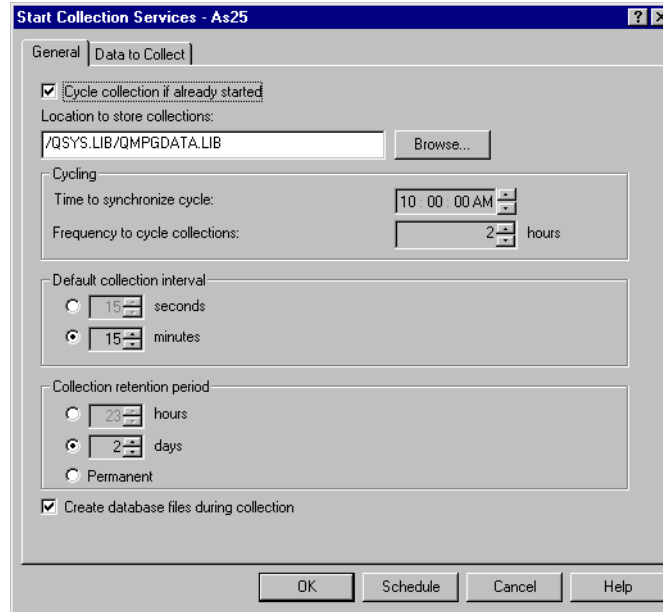 Start Collection Services - As25
General Data to Collect
Cycle collection if already started
Location to store collections:
/QSYS.LIB/QMPGDATA.LIB Browse...
Cycling
Time to synchronize cycle: 10 : 00 : 00 AM
Frequency to cycle collections: 2 hours
Default collection interval
15 seconds
15 minutes
Collection retention period
23 hours
2 days
Permanent
Create database files during collection
OK Schedule Cancel Help